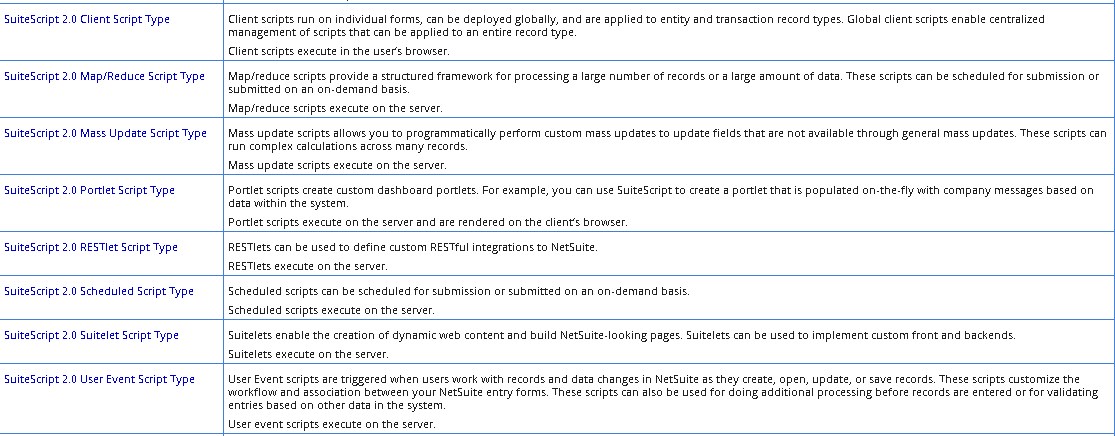 SuiteScript 2.0 Client Script Type
Client scripts run on individual forms, can be deployed globally, and are applied to entity and transaction record types. Global client scripts enable centralized
management of scripts that can be applied to an entire record type.
Client scripts execute in the user's browser.
SuiteScript 2.0 Map/Reduce Script Type
Map/reduce scripts provide a structured framework for processing a large number of records or a large amount of data. These scripts can be scheduled for submission or
submitted on an on-demand basis.
Map/reduce scripts execute on the server.
SuiteScript 2.0 Mass Update Script Type
Mass update scripts allows you to programmatically perform custom mass updates to update fields that are not available through general mass updates. These scripts can
run complex calculations across many records.
Mass update scripts execute on the server.
SuiteScript 2.0 Portlet Script Type
Portlet scripts create custom dashboard portlets. For example, you can use SuiteScript to create a portlet that is populated on-the-fly with company messages based on
data within the system.
Portlet scripts execute on the server and are rendered on the client's browser.
SuiteScript 2.0 RESTlet Script Type
RESTlets can be used to define custom RESTful integrations to NetSuite.
RESTlets execute on the server.
SuiteScript 2.0 Scheduled Script Type
Scheduled scripts can be scheduled for submission or submitted on an on-demand basis.
Scheduled scripts execute on the server.
SuiteScript 2.0 Suitelet Script Type
Suitelets enable the creation of dynamic web content and build NetSuite-looking pages. Suitelets can be used to implement custom front and backends.
Suitelets execute on the server.
SuiteScript 2.0 User Event Script Type
User Event scripts are triggered when users work with records and data changes in NetSuite as they create, open, update, or save records. These scripts customize the
workflow and association between your NetSuite entry forms. These scripts can also be used for doing additional processing before records are entered or for validating
entries based on other data in the system.
User event scripts execute on the server.